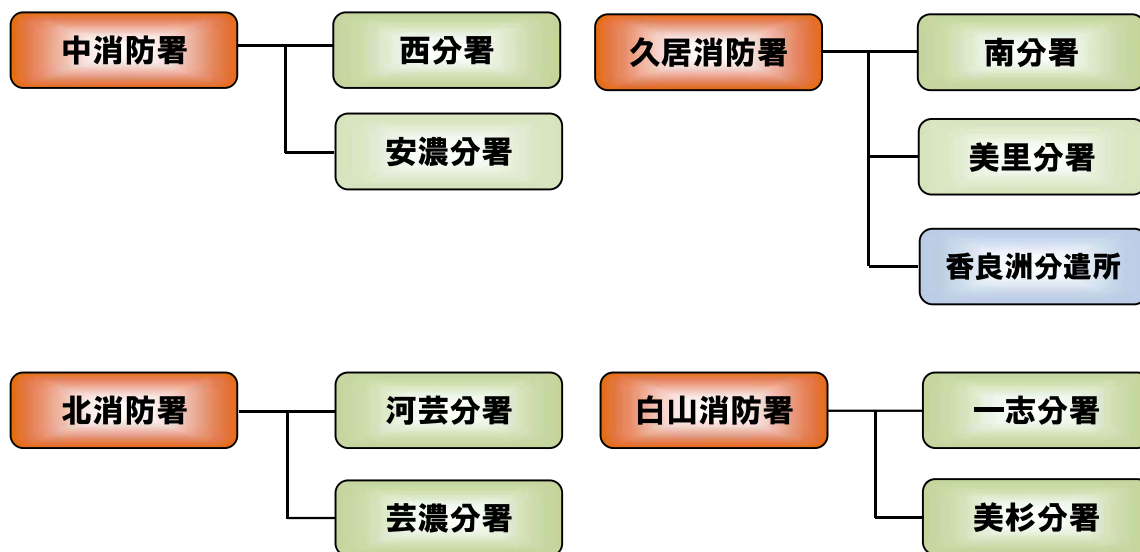 中消防署
西分署
安濃分署
久居消防署
南分署
美里分署
香良洲分遣所
北消防署
河芸分署
芸濃分署
白山消防署
一志分署
美杉分署